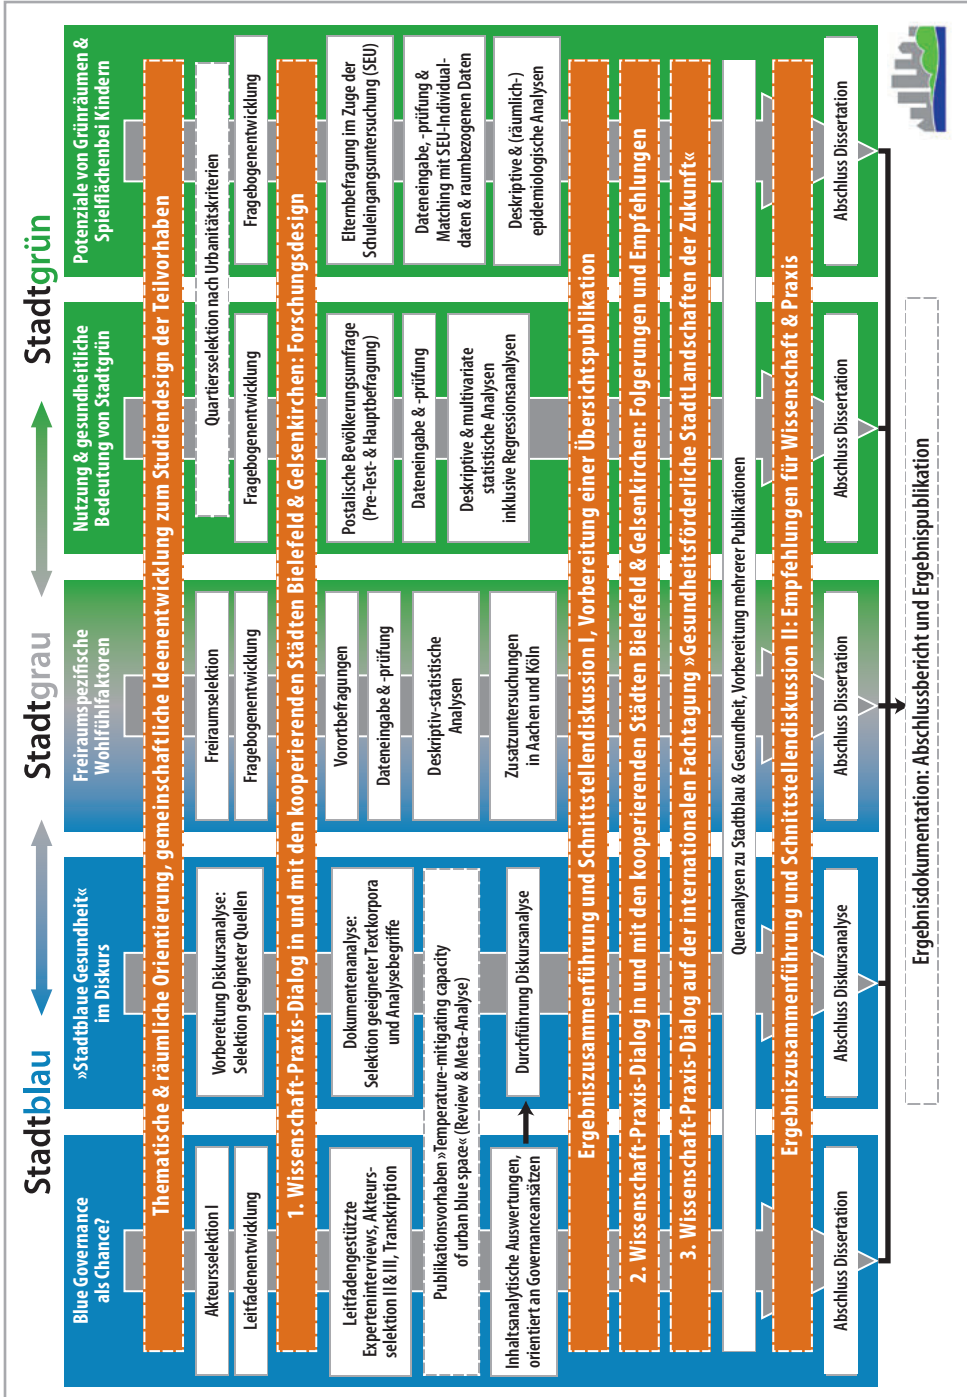 Stadtblau
Stadtgrau
Stadtgrün
Blue Governance
als Chance?
»Stadtblaue Gesundheit«
im Diskurs
Freiraumspezifische
Wohlfühlfaktoren
Nutzung & gesundheitliche
Bedeutung von Stadtgrün
Potenziale von Grünräumen &
Spielflächenbei Kindern
Thematische & räumliche Orientierung, gemeinschaftliche Ideenentwicklung zum Studiendesign der Teilvorhaben
Akteursselektion I
Leitfadenentwicklung
Vorbereitung Diskursanalyse:
Selektion geeigneter Quellen
Freiraumselektion
Fragebogenentwicklung
Quartiersselektion nach Urbanitätskriterien
Fragebogenentwicklung
Fragebogenentwicklung
1. Wissenschaft-Praxis-Dialog in und mit den kooperierenden Städten Bielefeld & Gelsenkirchen: Forschungsdesign
Leitfadengestützte
Experteninterviews, Akteurs-
selektion II & III, Transkription
Dokumentenanalyse:
Selektion geeigneter Textkorpora
und Analysebegriffe
Publikationsvorhaben »Temperature-mitigating capacity
of urban blue space« (Review & Meta-Analyse)
Inhaltsanalytische Auswertungen,
orientiert an Governanceansätzen
Durchführung Diskursanalyse
Vorortbefragungen
Dateneingabe & -prüfung
Deskriptiv-statistische
Analysen
Zusatzuntersuchungen
in Aachen und Köln
Postalische Bevölkerungsumfrage
(Pre-Test- & Hauptbefragung)
Dateneingabe & -prüfung
Deskriptive & multivariate
statistische Analysen
inklusive Regressionsanalysen
Elternbefragung im Zuge der
Schuleingangsuntersuchung (SEU)
Dateneingabe, -prüfung &
Matching mit SEU-Individual-
daten & raumbezogenen Daten
Deskriptive & (räumlich-)
epidemiologische Analysen
Ergebniszusammenführung und Schnittstellendiskussion I, Vorbereitung einer Übersichtspublikation
2. Wissenschaft-Praxis-Dialog in und mit den kooperierenden Städten Bielefeld & Gelsenkirchen: Folgerungen und Empfehlungen
3. Wissenschaft-Praxis-Dialog auf der internationalen Fachtagung »Gesundheitsförderliche StadtLandschaften der Zukunft«
Queranalysen zu Stadtblau & Gesundheit, Vorbereitung mehrerer Publikationen
Ergebniszusammenführung und Schnittstellendiskussion II: Empfehlungen für Wissenschaft & Praxis
Abschluss Dissertation
Abschluss Diskursanalyse
Abschluss Dissertation
Abschluss Dissertation
Abschluss Dissertation
Ergebnisdokumentation: Abschlussbericht und Ergebnispublikation